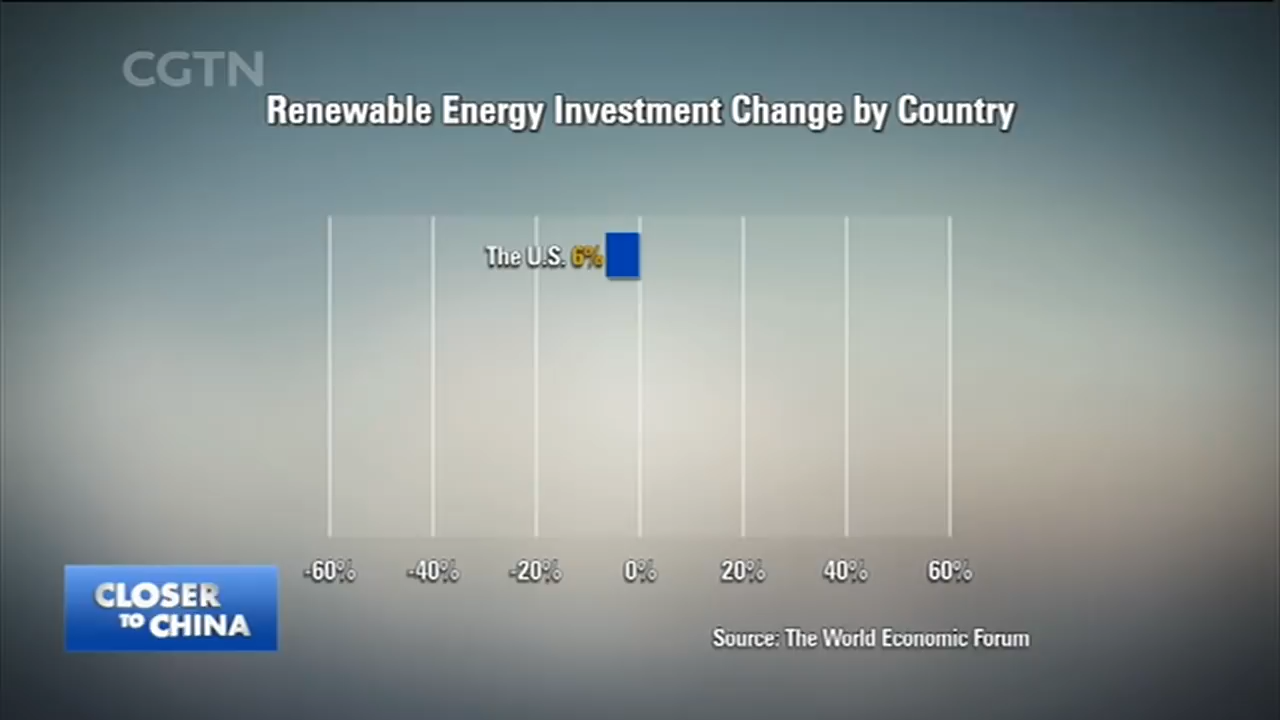 CGTN
Renewable Energy Investment Change by Country
The U.S. 6%
-60% -40% -20% 0% 20% 40% 60%
CLOSER
TO CHINA
Source: The World Economic Forum